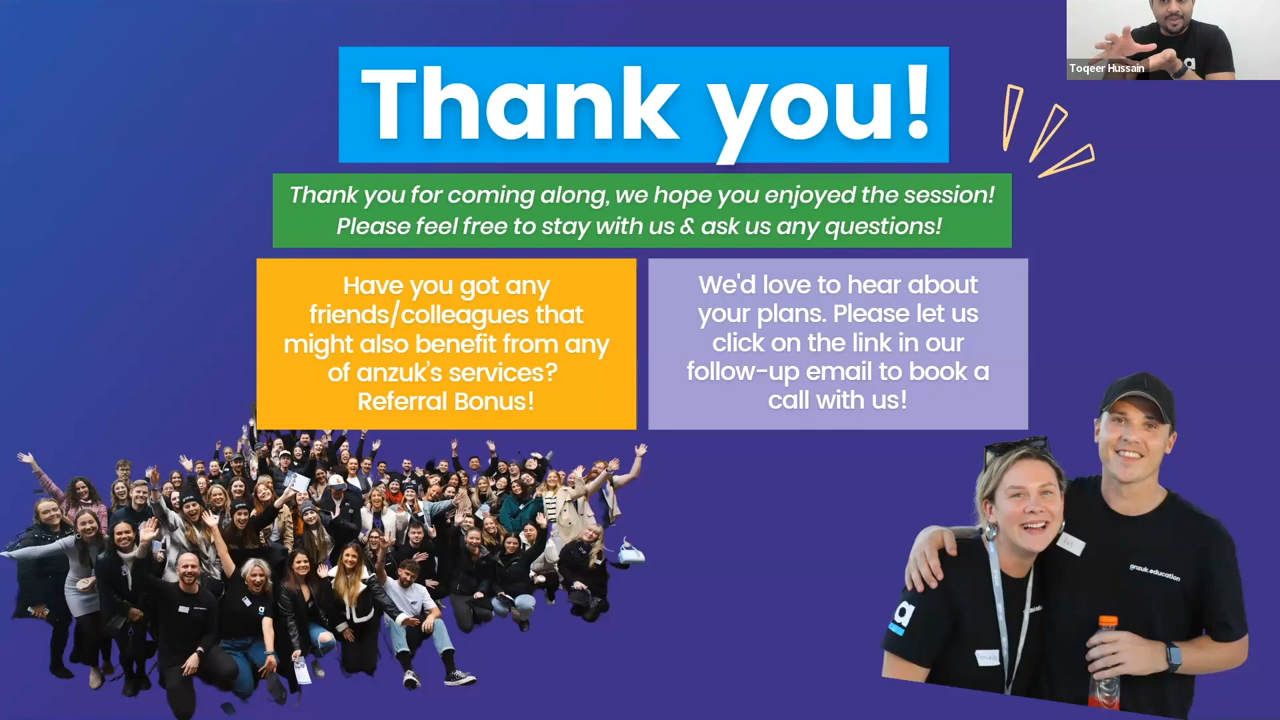 Toqeer Hussain
Thank you!
Thank you for coming along, we hope you enjoyed the session!
Please feel free to stay with us & ask us any questions!
Have you got any
friends/colleagues that
might also benefit from any
of anzuk's services?
Referral Bonus!
We'd love to hear about
your plans. Please let us
click on the link in our
follow-up email to book a
call with us!
anzuk.education
a